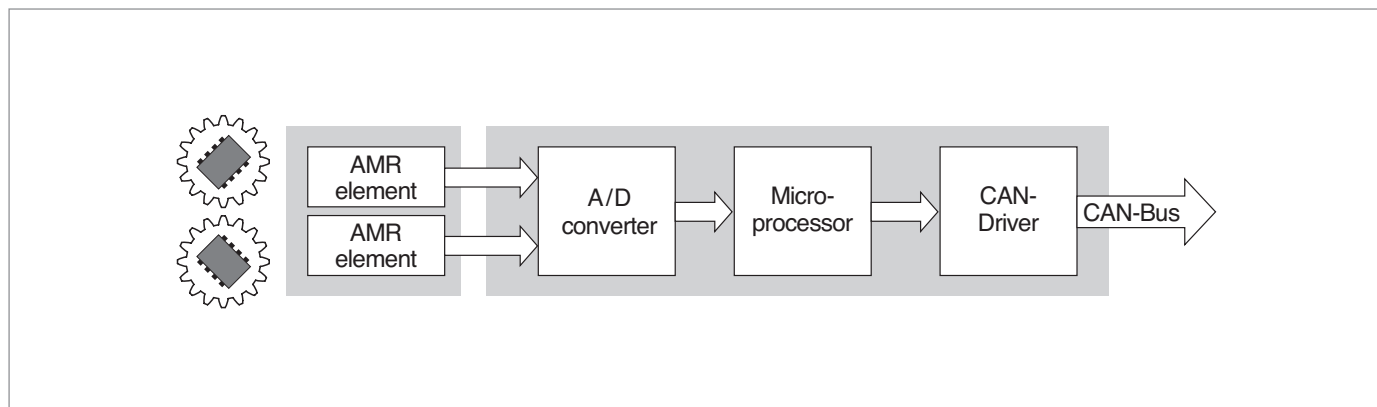 AMR
element
AMR
element
A/D
converter
Micro-
processor
CAN-
Driver
CAN-Bus